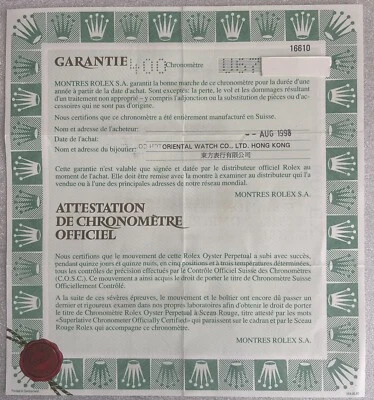 16610
GARANTIE 400 Chronomètre U57
MONTRES ROLEX S.A. garantit la bonne marche de ce chronomètre pour la durée d'une
année à partir de la date d'achat. Sont exceptés: la perte, le vol et les dommages résultant
d'un traitement non approprié – y compris l'adjonction ou la substitution de pièces ou d'ac-
cessoires qui ne sont pas d'origine.
Nous certifions que ce chronomètre a été entièrement manufacturé en Suisse.
Nom et adresse de l'acheteur:
Date de l'achat: -- AUG 1998
Nom et adresse du bijoutier: ORIENTAL WATCH CO., LTD. HONG KONG
東方表行有限公司
Cette garantie n'est valable que signée et datée par le distributeur officiel Rolex au
moment de l'achat. Elle doit être remise avec la montre à l'acheteur au distributeur qui l'a
vendue ou à l'une des principales adresses de notre réseau mondial.
MONTRES ROLEX S.A.
ATTESTATION
DE CHRONOMÈTRE
OFFICIEL
Nous certifions que le mouvement de cette Rolex Oyster Perpetual a subi avec succès,
pendant quinze jours et quinze nuits, en cinq positions et à trois températures déterminées,
tous les contrôles de précision effectués par le Contrôle Officiel Suisse des Chronomètres
(C.O.S.C.). Ce mouvement a ainsi acquis le droit de porter le titre de Chronomètre Suisse
Officiellement Contrôlé.
A la suite de ces sévères épreuves, le mouvement et le boîtier ont encore dû passer un
dernier et rigoureux examen dans nos propres laboratoires afin d'obtenir le droit de porter
le titre de Chronomètre Rolex Oyster Perpetual à Sceau Rouge, titre attesté par les mots
«Superlative Chronometer Officially Certified» qui paraissent sur le cadran et par le Sceau
Rouge Rolex qui accompagne ce chronomètre.
MONTRES ROLEX S.A.